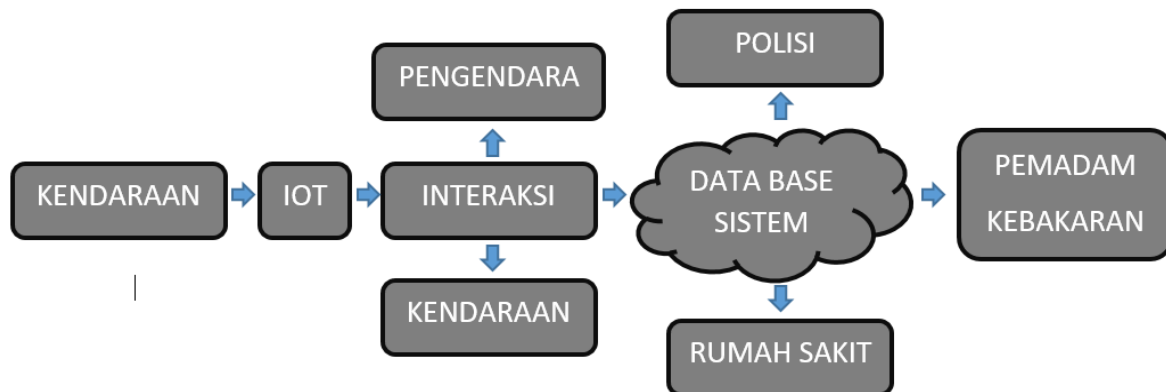 POLISI
PENGENDARA
KENDARAAN
IOT
INTERAKSI
DATA BASE
SISTEM
PEMADAM
KEBAKARAN
KENDARAAN
RUMAH SAKIT